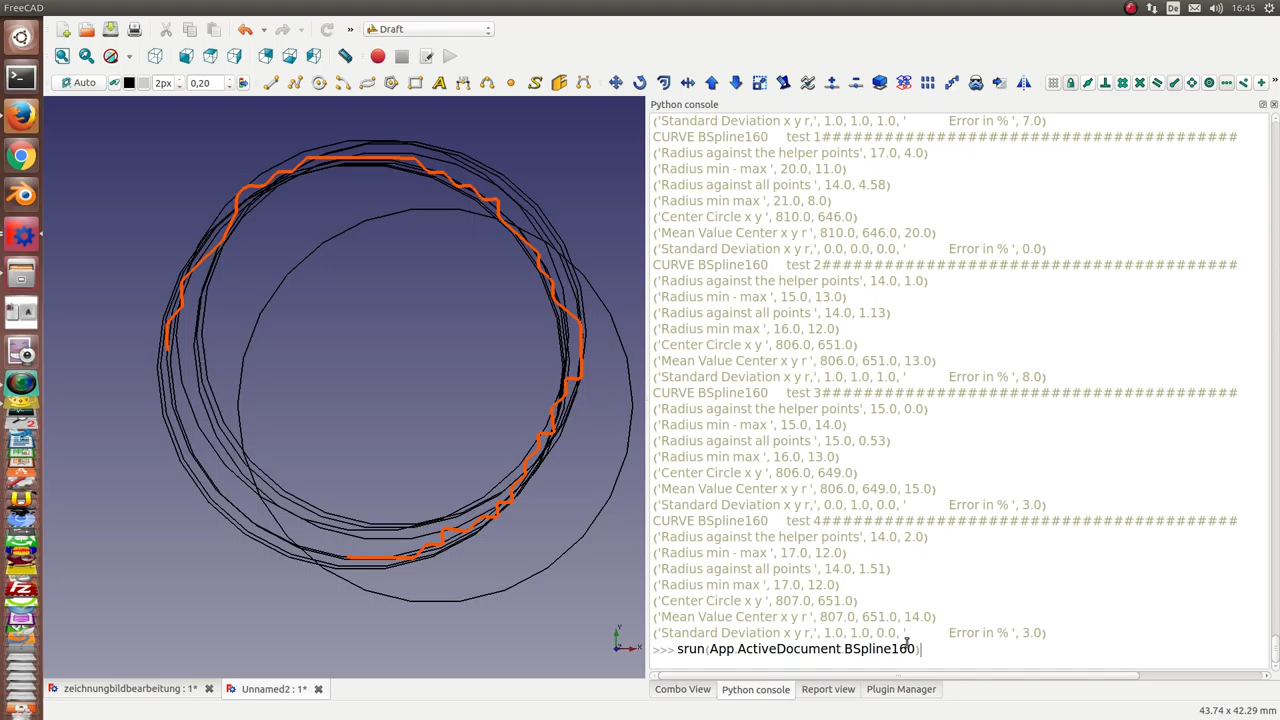 FreeCAD
De
16:45
Draft
Auto
2px
0,20
Python console
('Standard Deviation x y r,', 1.0, 1.0, 1.0, ' Error in % ', 7.0)
CURVE BSpline160 test 1#######################################
('Radius against the helper points', 17.0, 4.0)
('Radius min - max ', 20.0, 11.0)
('Radius against all points ', 14.0, 4.58)
('Radius min max ', 21.0, 8.0)
('Center Circle x y ', 810.0, 646.0)
('Mean Value Center x y r ', 810.0, 646.0, 20.0)
('Standard Deviation x y r,', 0.0, 0.0, 0.0, ' Error in % ', 0.0)
CURVE BSpline160 test 2#######################################
('Radius against the helper points', 14.0, 1.0)
('Radius min - max ', 15.0, 13.0)
('Radius against all points ', 14.0, 1.13)
('Radius min max ', 16.0, 12.0)
('Center Circle x y ', 806.0, 651.0)
('Mean Value Center x y r ', 806.0, 651.0, 13.0)
('Standard Deviation x y r,', 1.0, 1.0, 1.0, ' Error in % ', 8.0)
CURVE BSpline160 test 3#######################################
('Radius against the helper points', 15.0, 0.0)
('Radius min - max ', 15.0, 14.0)
('Radius against all points ', 15.0, 0.53)
('Radius min max ', 16.0, 13.0)
('Center Circle x y ', 806.0, 649.0)
('Mean Value Center x y r ', 806.0, 649.0, 15.0)
('Standard Deviation x y r,', 0.0, 1.0, 0.0, ' Error in % ', 3.0)
CURVE BSpline160 test 4#######################################
('Radius against the helper points', 14.0, 2.0)
('Radius min - max ', 17.0, 12.0)
('Radius against all points ', 14.0, 1.51)
('Radius min max ', 17.0, 12.0)
('Center Circle x y ', 807.0, 651.0)
('Mean Value Center x y r ', 807.0, 651.0, 14.0)
('Standard Deviation x y r,', 1.0, 1.0, 0.0, ' Error in % ', 3.0)
>>> srun(App.ActiveDocument.BSpline160)
Y
X
zeichnungbildbearbeitung : 1*
Unnamed2 : 1*
Combo View
Python console
Report view
Plugin Manager
43.74 x 42.29 mm